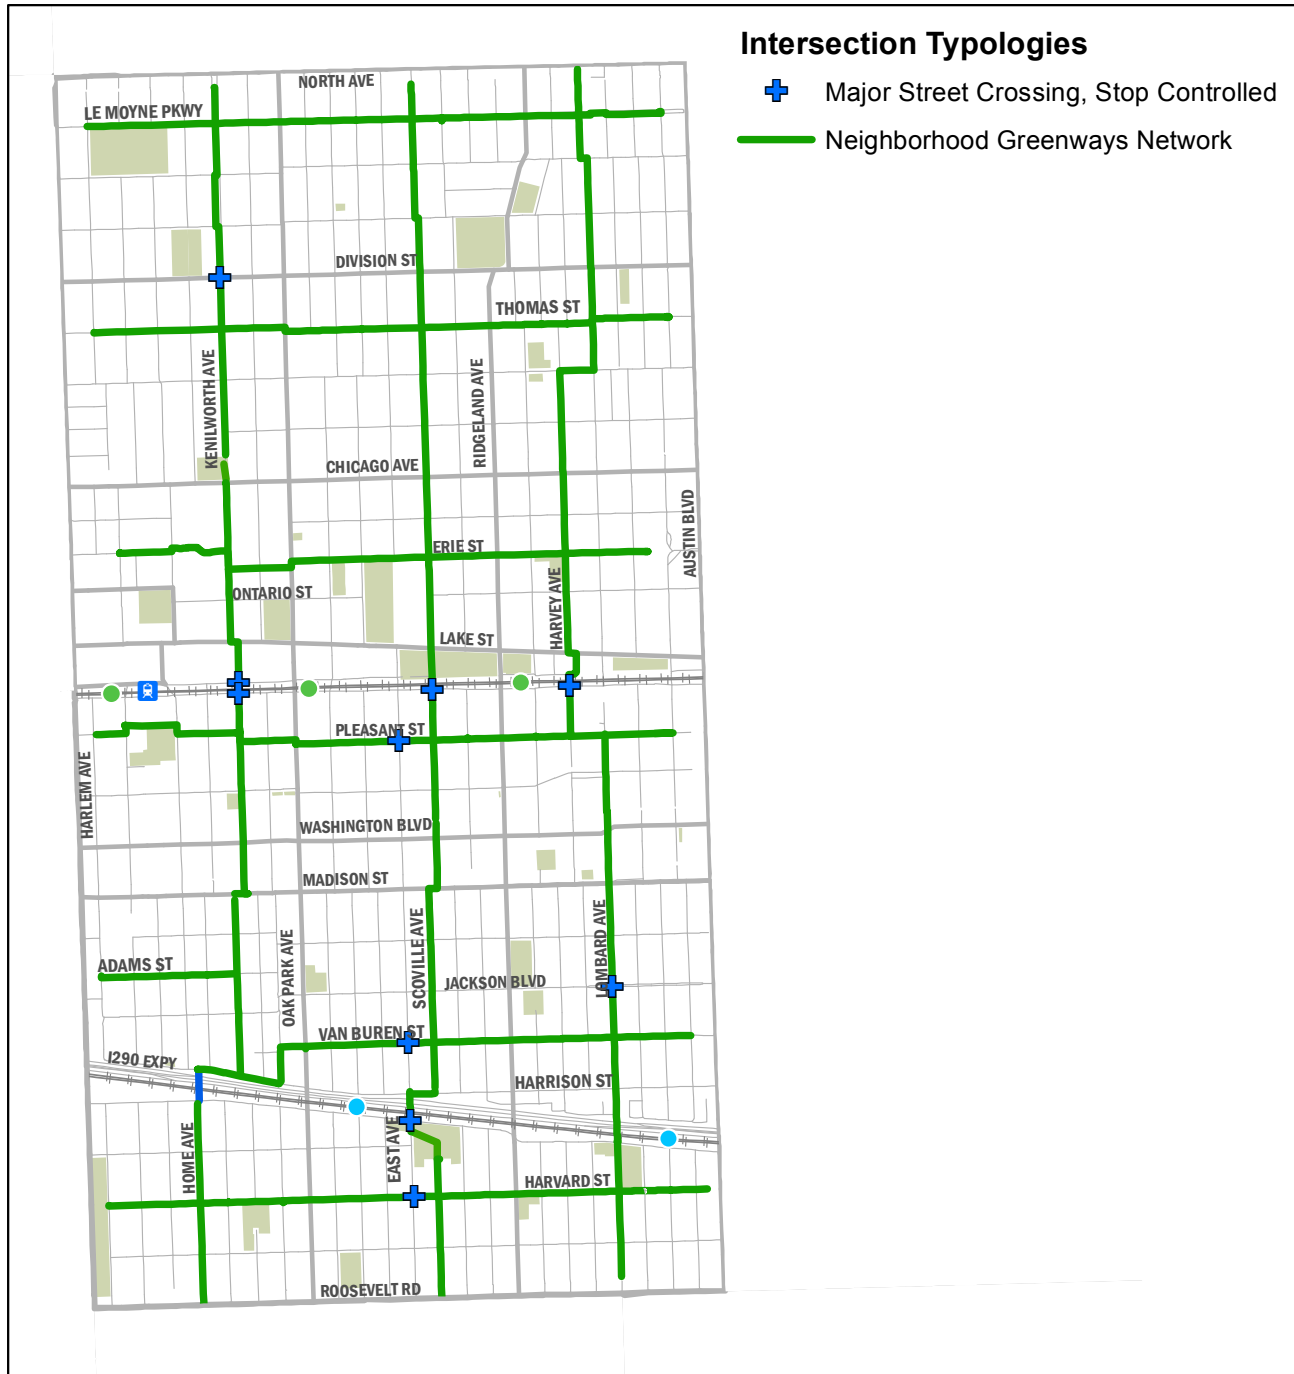 Intersection Typologies
Major Street Crossing, Stop Controlled
Neighborhood Greenways Network
NORTH AVE
LE MOYNE PKWY
DIVISION ST
THOMAS ST
KENILWORTH AVE
RIDGELAND AVE
CHICAGO AVE
AUSTIN BLVD
ERIE ST
HARVEY AVE
ONTARIO ST
LAKE ST
PLEASANT ST
HARLEM AVE
WASHINGTON BLVD
MADISON ST
LOMBARD AVE
SCOVILLE AVE
OAK PARK AVE
ADAMS ST
JACKSON BLVD
VAN BUREN ST
I290 EXPY
HARRISON ST
EAST AVE
HOME AVE
HARVARD ST
ROOSEVELT RD